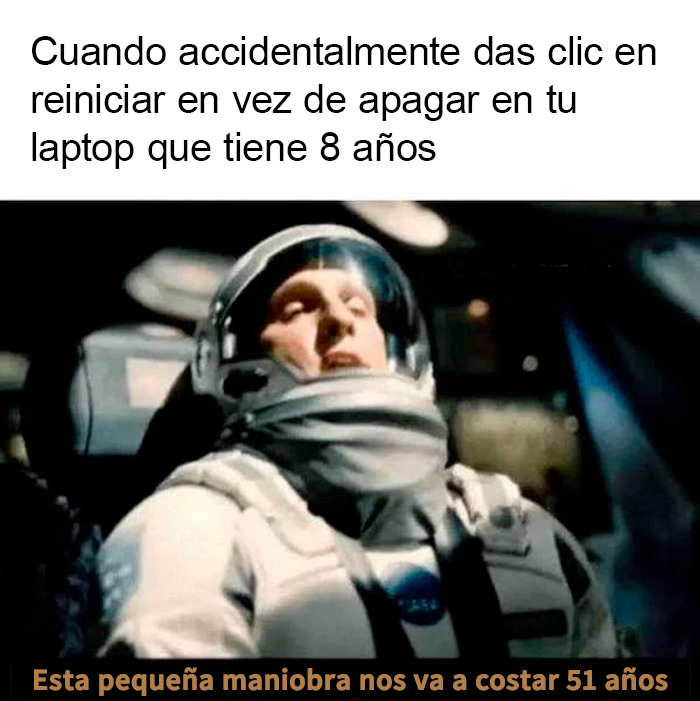 Cuando accidentalmente das clic en
reiniciar en vez de apagar en tu
laptop que tiene 8 años
Esta pequeña maniobra nos va a costar 51 años